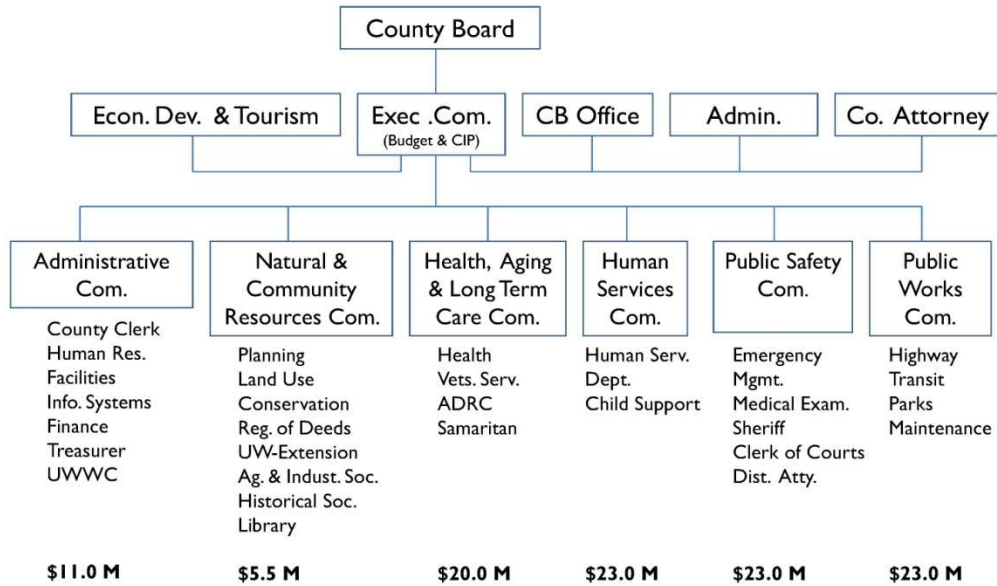 County Board
Econ. Dev. & Tourism
Exec .Com.
(Budget & CIP)
CB Office
Admin.
Co. Attorney
Administrative
Com.
County Clerk
Human Res.
Facilities
Info. Systems
Finance
Treasurer
UWWC
$11.0 M
Natural &
Community
Resources Com.
Planning
Land Use
Conservation
Reg. of Deeds
UW-Extension
Ag. & Indust. Soc.
Historical Soc.
Library
$5.5 M
Health, Aging
& Long Term
Care Com.
Health
Vets. Serv.
ADRC
Samaritan
$20.0 M
Human
Services
Com.
Human Serv.
Dept.
Child Support
$23.0 M
Public Safety
Com.
Emergency
Mgmt.
Medical Exam.
Sheriff
Clerk of Courts
Dist. Atty.
$23.0 M
Public
Works
Com.
Highway
Transit
Parks
Maintenance
$23.0 M